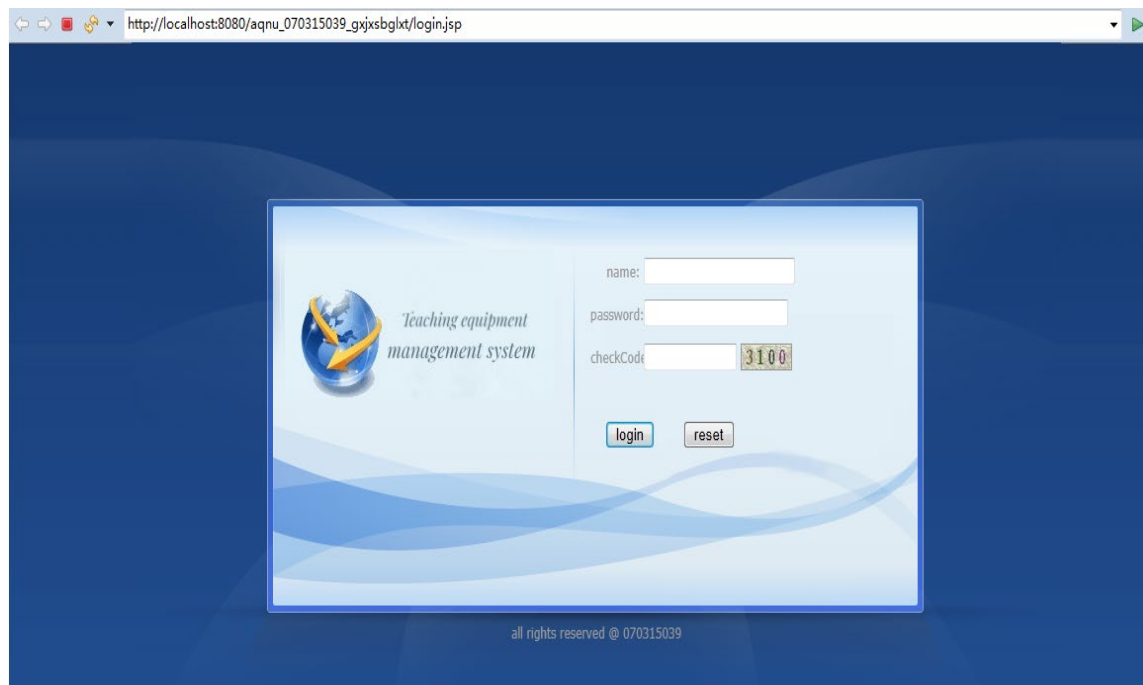 http://localhost:8080/aqnu_070315039_gxjxsbglxt/login.jsp
name:
Teaching equipment
management system
password:
checkCode
3100
login
reset
all rights reserved @ 070315039